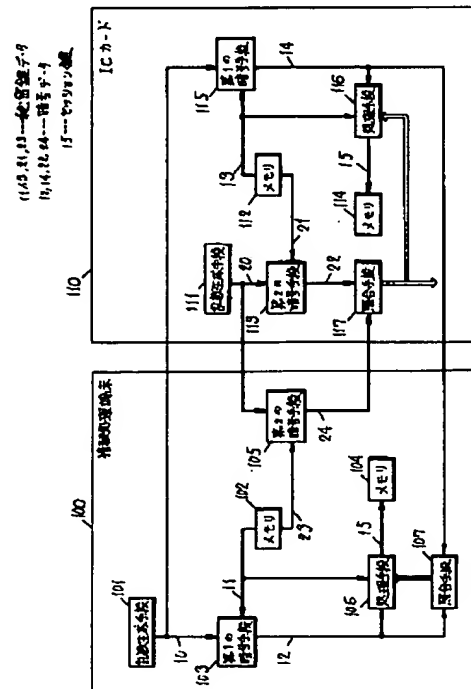 11,13,21,23---秘密鍵データ
12,14,22,24---暗号データ
15---セッション鍵
100
情報処理端末
110
ICカード
101
乱数生成手段
10
103
第1の暗号手段
11
12
102
メモリ
23
105
第2の暗号手段
24
106
処理手段
15
104
メモリ
107
照合手段
111
乱数生成手段
20
113
第2の暗号手段
21
22
117
照合手段
112
メモリ
13
115
第1の暗号手段
14
116
処理手段
15
114
メモリ